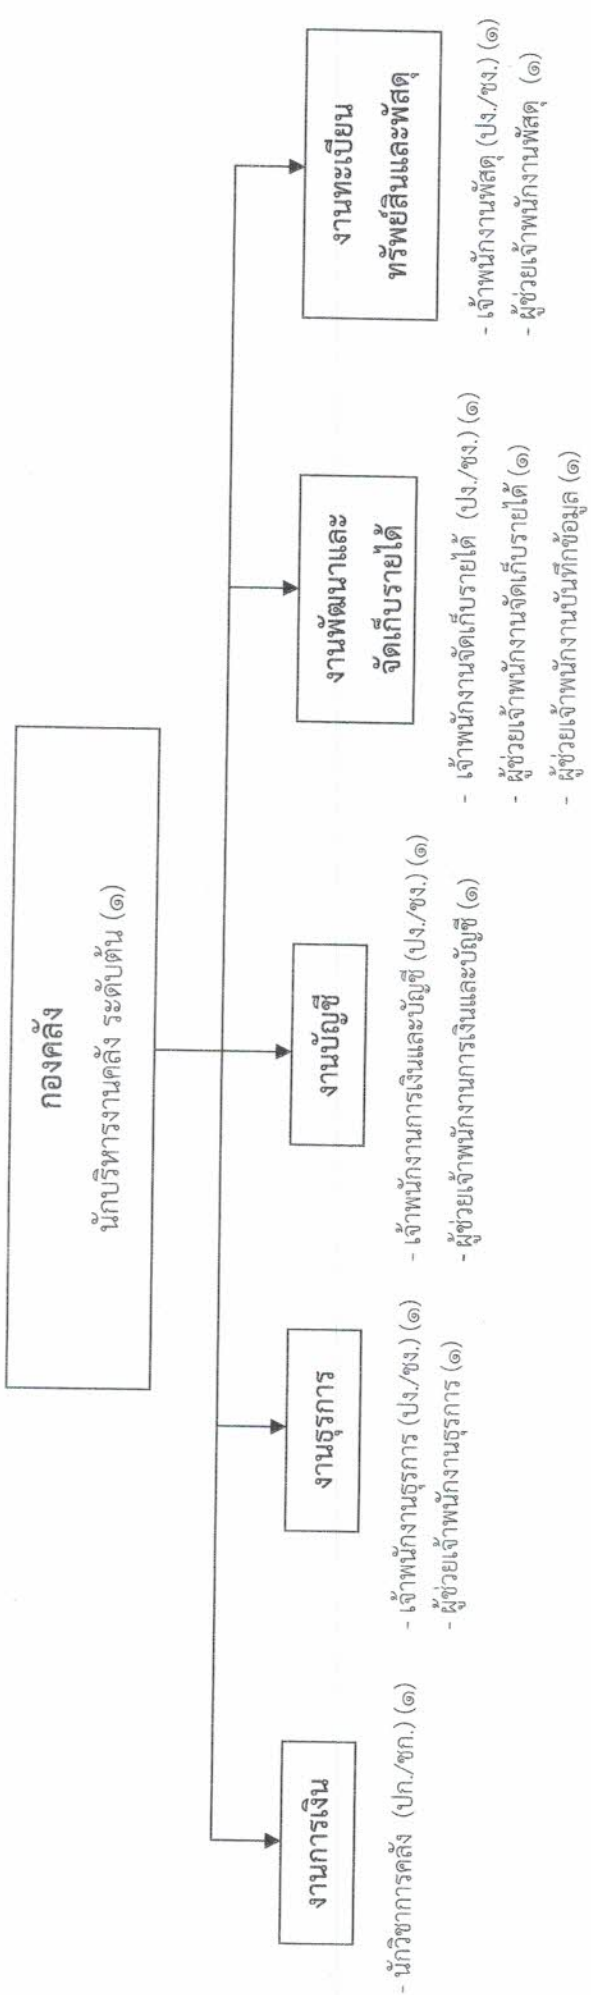 กองคลัง
นักบริหารงานคลัง ระดับต้น (๑)
งานการเงิน
- นักวิชาการคลัง (ปก./ชก.) (๑)
งานธุรการ
- เจ้าพนักงานธุรการ (ปง./ชง.) (๑)
- ผู้ช่วยเจ้าพนักงานธุรการ (๑)
งานบัญชี
- เจ้าพนักงานการเงินและบัญชี (ปง./ชง.) (๑)
- ผู้ช่วยเจ้าพนักงานการเงินและบัญชี (๑)
งานพัฒนาและ
จัดเก็บรายได้
- เจ้าพนักงานจัดเก็บรายได้ (ปง./ชง.) (๑)
- ผู้ช่วยเจ้าพนักงานจัดเก็บรายได้ (๑)
- ผู้ช่วยเจ้าพนักงานบันทึกข้อมูล (๑)
งานทะเบียน
ทรัพย์สินและพัสดุ
- เจ้าพนักงานพัสดุ (ปง./ชง.) (๑)
- ผู้ช่วยเจ้าพนักงานพัสดุ (๑)